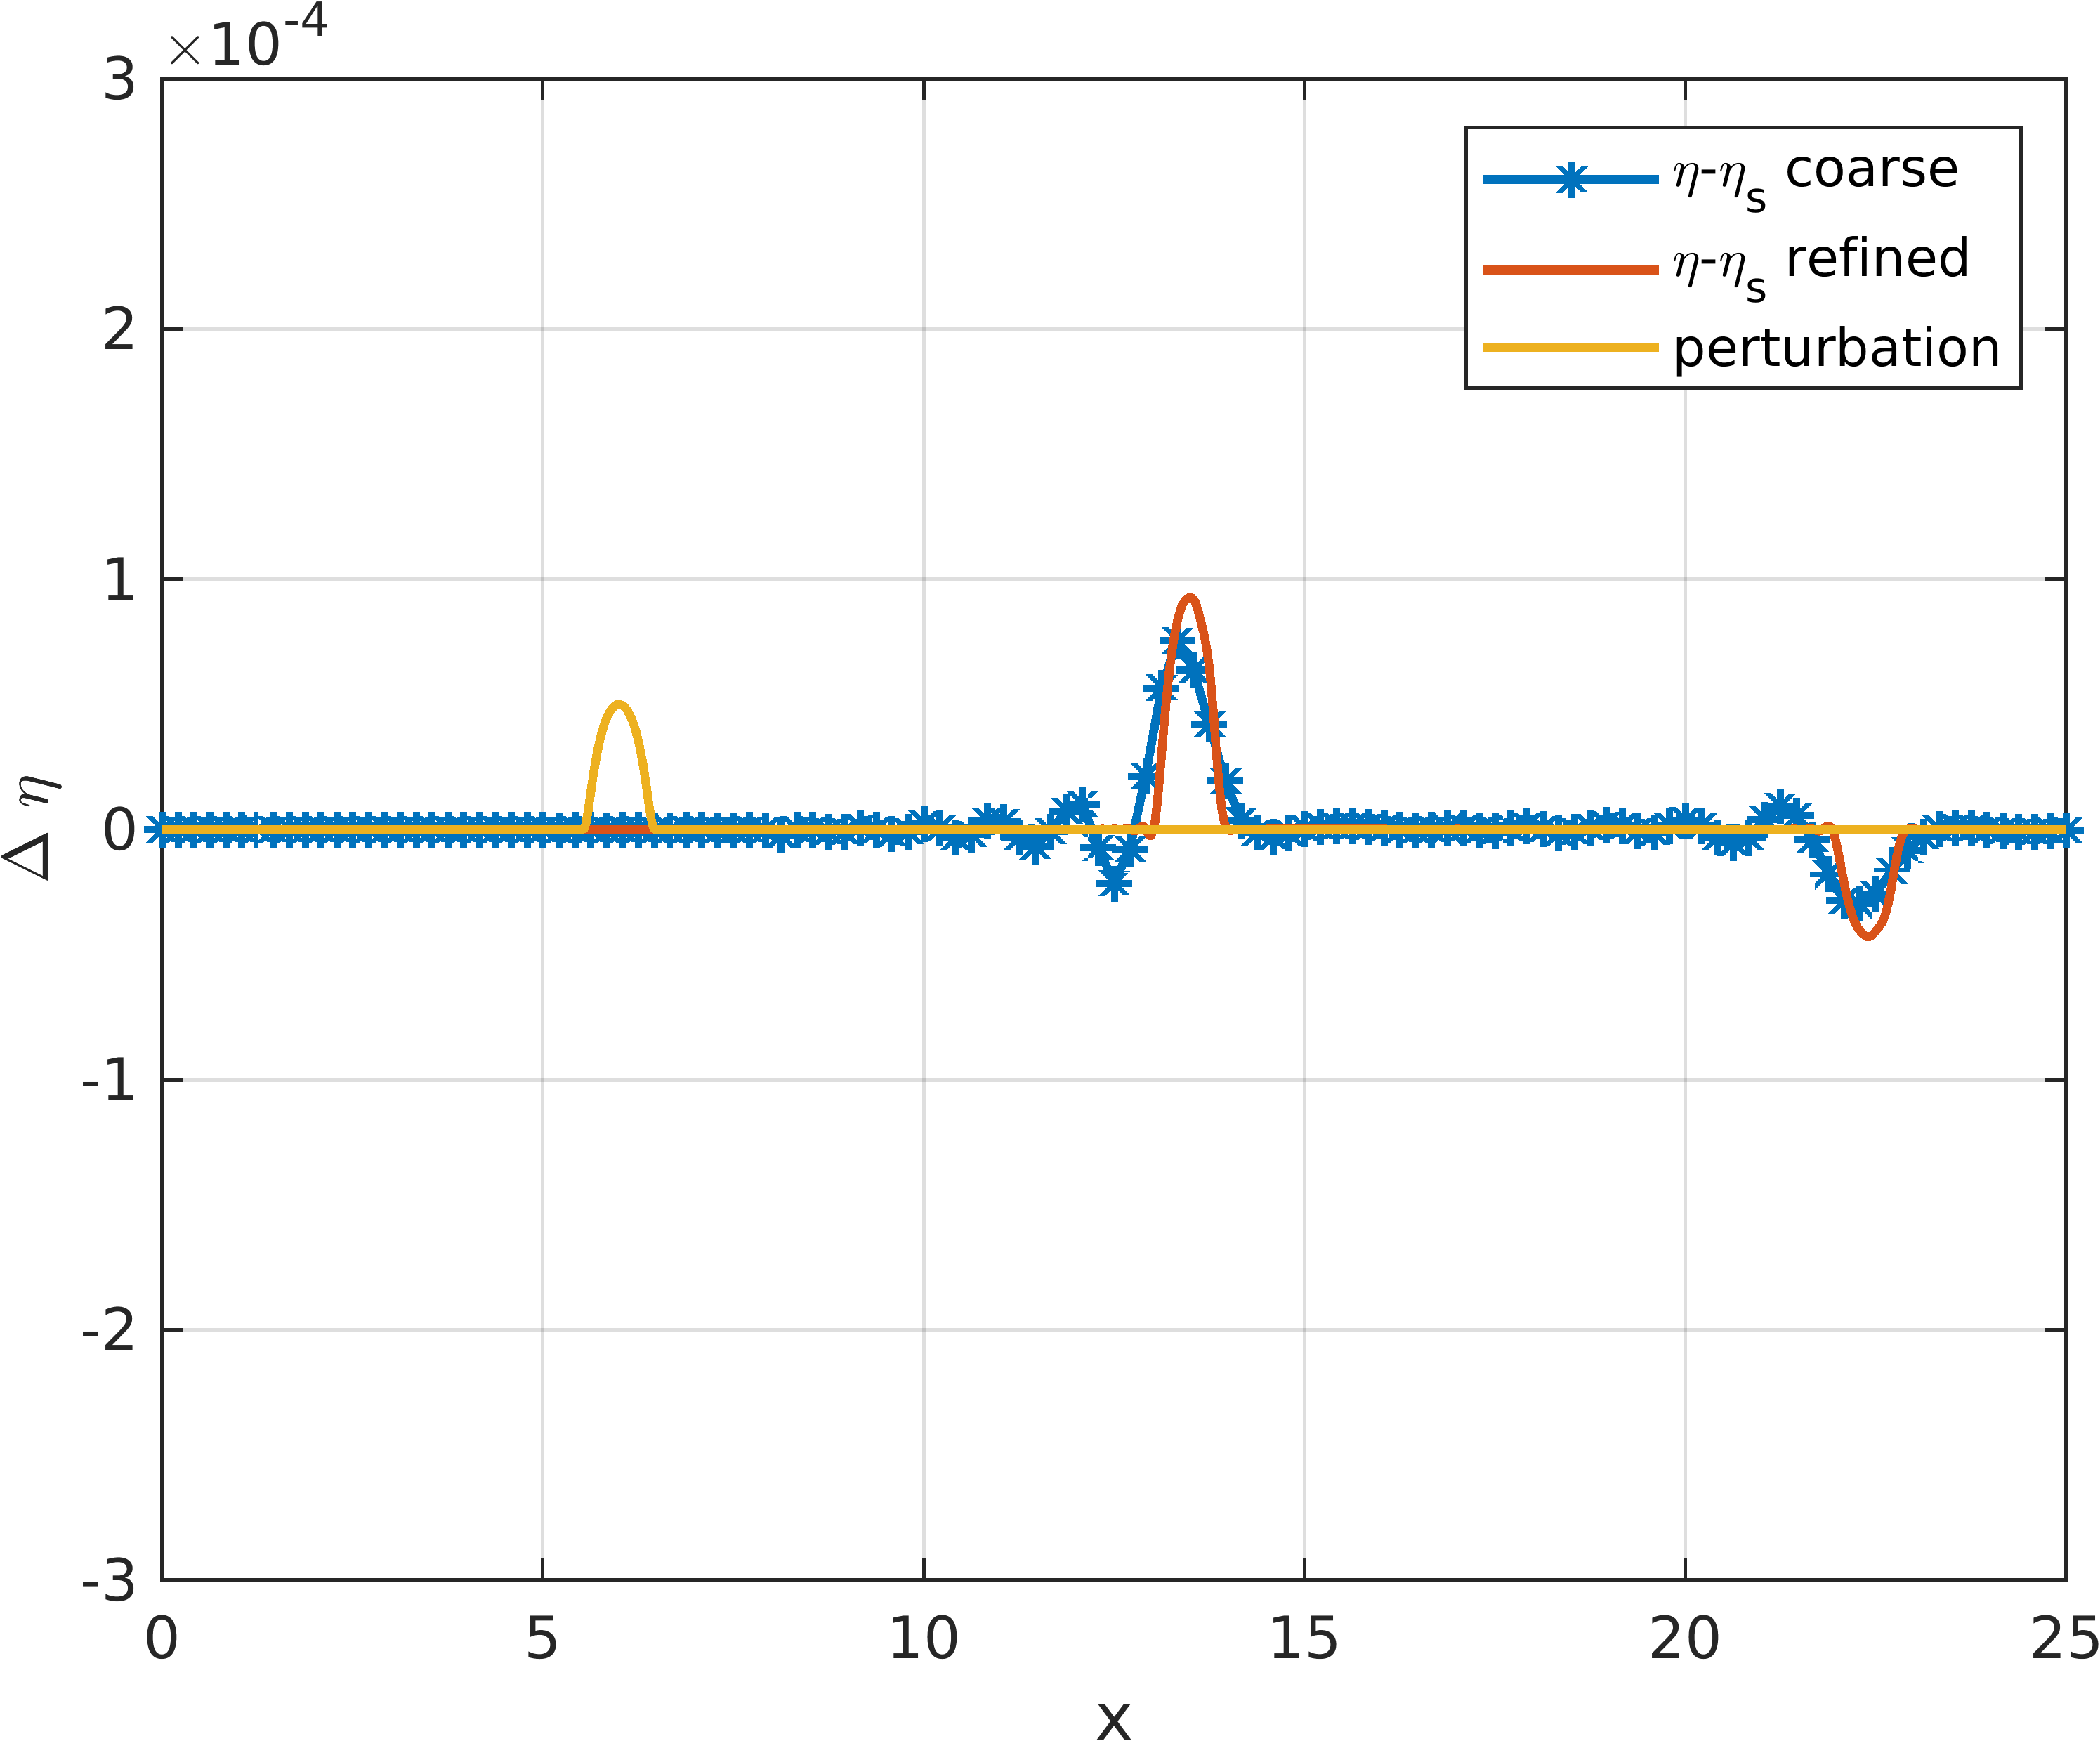 ×10-4
3
2
1
0
-1
-2
-3
Δ η
η-ηs coarse
η-ηs refined
perturbation
0 5 10 15 20 25
x